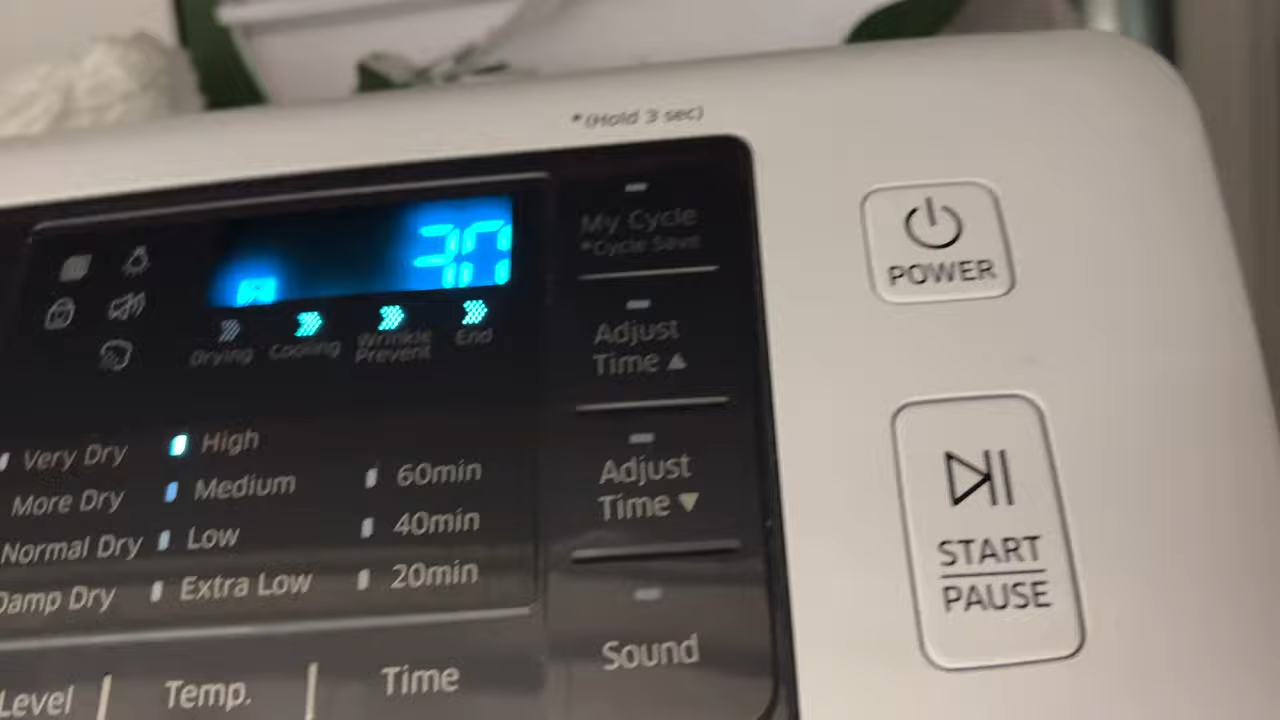 *(Hold 3 sec)
My Cycle
*Cycle Save
POWER
30
Drying
Cooling
Wrinkle
Prevent
End
Adjust
Time ▲
Very Dry
High
More Dry
Medium
60min
Adjust
Time ▼
Normal Dry
Low
40min
Damp Dry
Extra Low
20min
START
PAUSE
Level
Temp.
Time
Sound